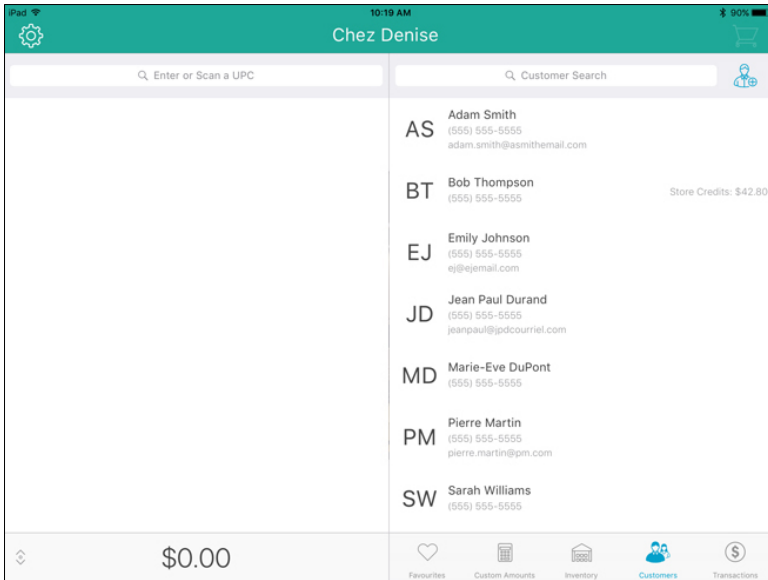 iPad 10:19 AM 90%
Chez Denise
Enter or Scan a UPC
Customer Search
AS
Adam Smith
(555) 555-5555
adam.smith@asmithemail.com
BT
Bob Thompson
(555) 555-5555
Store Credits: $42.80
EJ
Emily Johnson
(555) 555-5555
ej@ejemail.com
JD
Jean Paul Durand
(555) 555-5555
jeanpaul@jpdcourriel.com
MD
Marie-Eve DuPont
(555) 555-5555
PM
Pierre Martin
(555) 555-5555
pierre.martin@pm.com
SW
Sarah Williams
(555) 555-5555
$0.00
Favourites
Custom Amounts
Inventory
Customers
$
Transactions